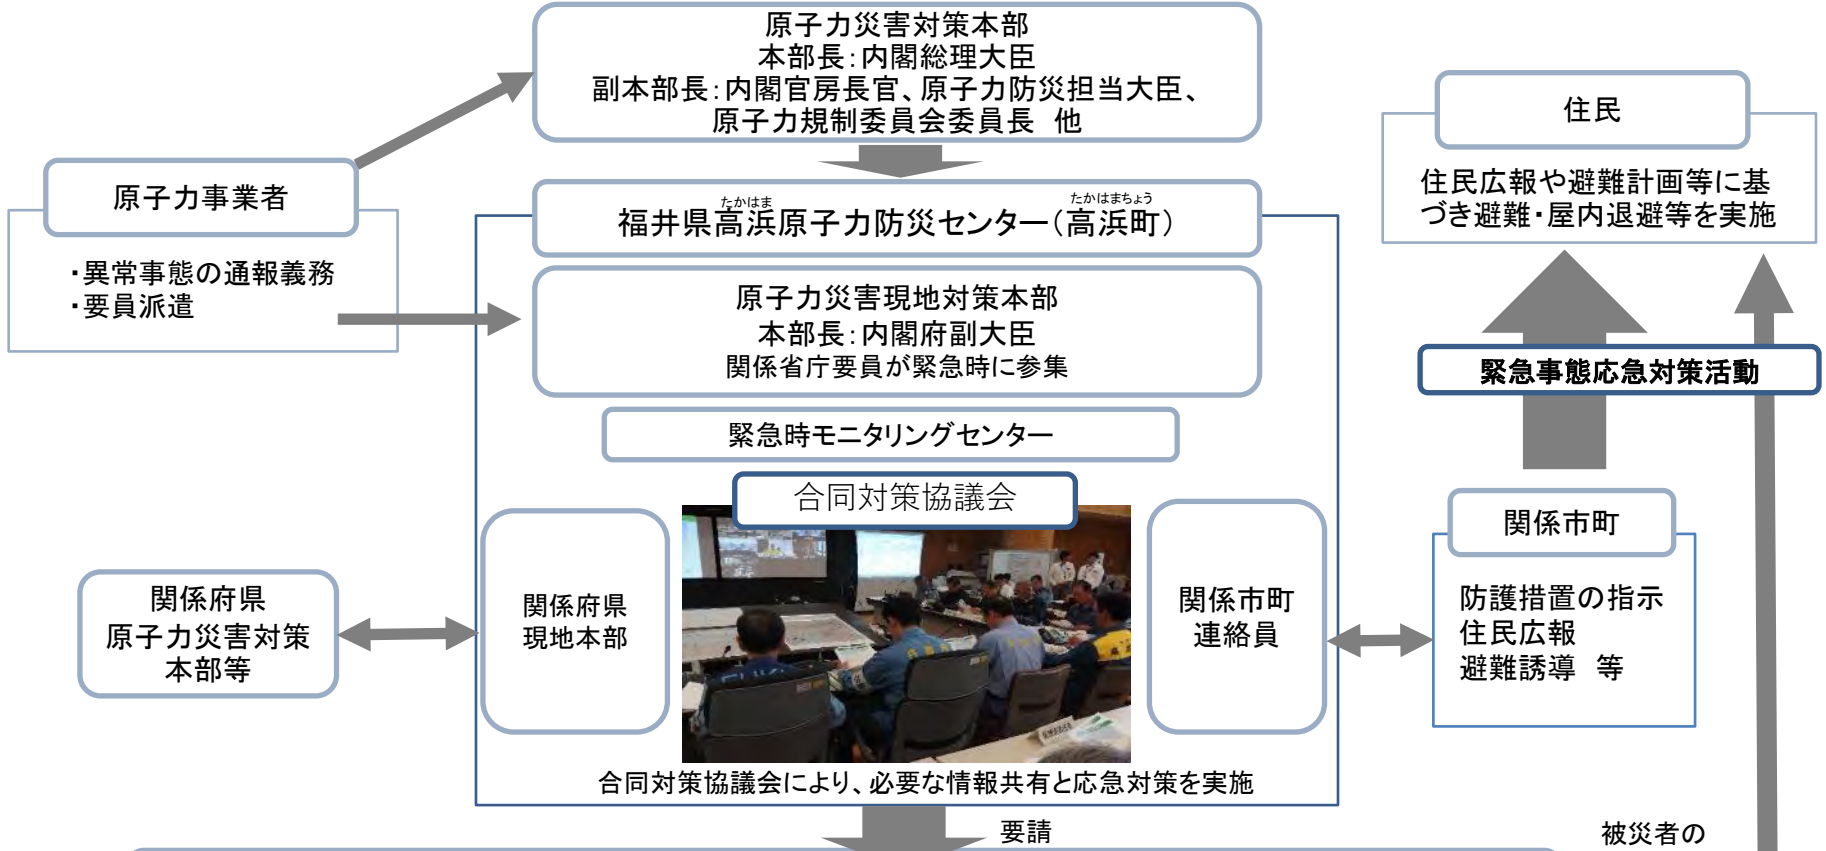 原子力災害対策本部
本部長：内閣総理大臣
副本部長：内閣官房長官、原子力防災担当大臣、
原子力規制委員会委員長　他
原子力事業者
・異常事態の通報義務
・要員派遣
たかはま　たかはまちょう
福井県高浜原子力防災センター（高浜町）
原子力災害現地対策本部
本部長：内閣府副大臣
関係省庁要員が緊急時に参集
緊急時モニタリングセンター
合同対策協議会
関係府県
原子力災害対策
本部等
関係府県
現地本部
関係市町
連絡員
合同対策協議会により、必要な情報共有と応急対策を実施
住民
住民広報や避難計画等に基
づき避難・屋内退避等を実施
緊急事態応急対策活動
関係市町
防護措置の指示
住民広報
避難誘導　等
要請
被災者の